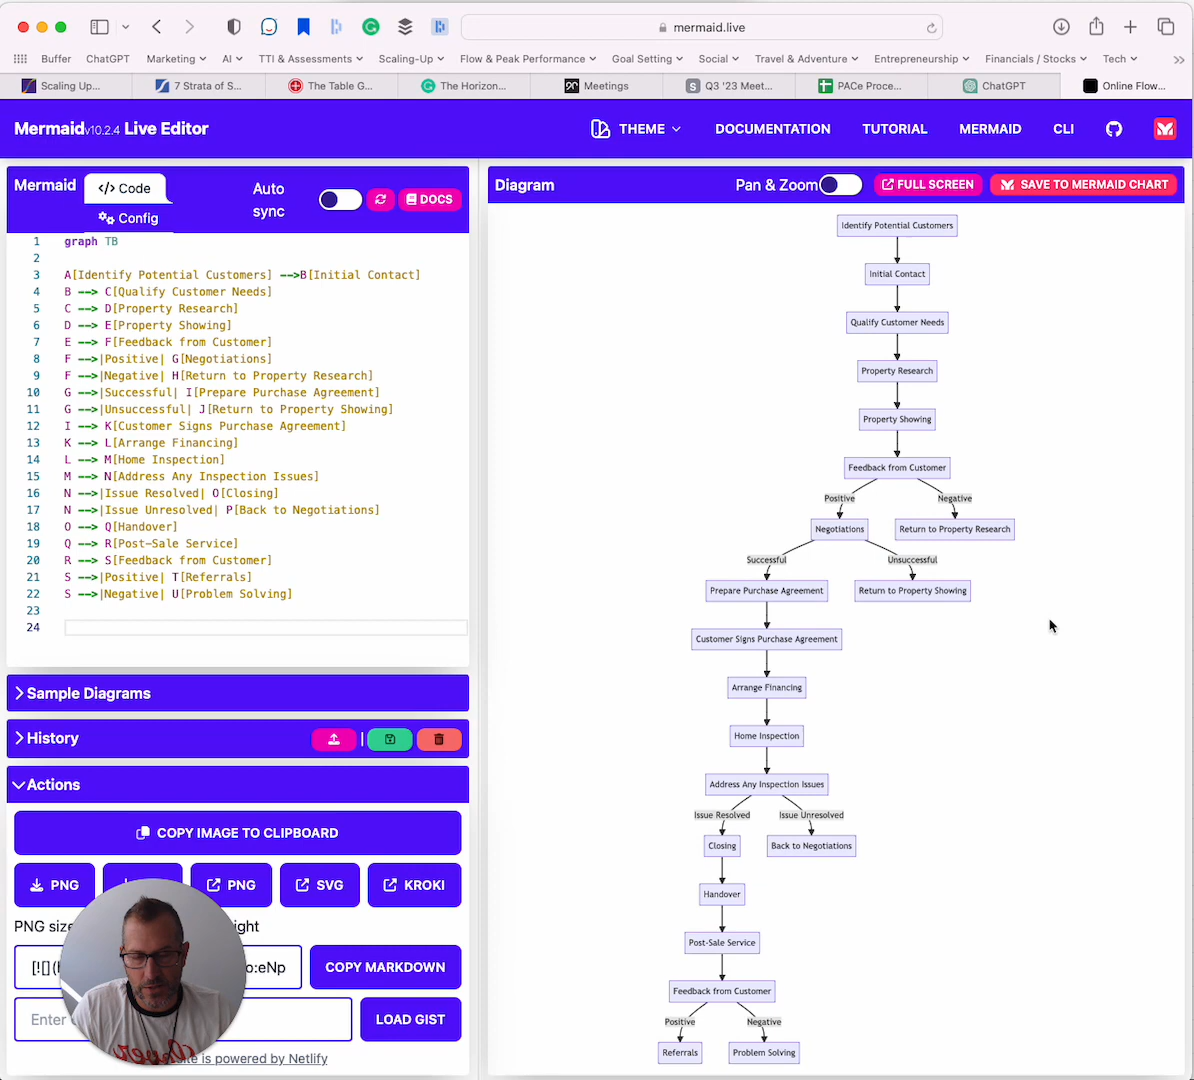 mermaid.live
Buffer ChatGPT Marketing AI TTI & Assessments Scaling-Up Flow & Peak Performance Goal Setting Social Travel & Adventure Entrepreneurship Financials / Stocks Tech
Scaling Up... 7 Strata of S... The Table G... The Horizon... Meetings Q3 '23 Meet... PACe Proce... ChatGPT Online Flow...
Mermaid v10.2.4 Live Editor
THEME DOCUMENTATION TUTORIAL MERMAID CLI
Mermaid
</> Code
Config
Auto sync
DOCS
1 graph TB
2
3 A[Identify Potential Customers] -->B[Initial Contact]
4 B --> C[Qualify Customer Needs]
5 C --> D[Property Research]
6 D --> E[Property Showing]
7 E --> F[Feedback from Customer]
8 F -->|Positive| G[Negotiations]
9 F -->|Negative| H[Return to Property Research]
10 G -->|Successful| I[Prepare Purchase Agreement]
11 G -->|Unsuccessful| J[Return to Property Showing]
12 I --> K[Customer Signs Purchase Agreement]
13 K --> L[Arrange Financing]
14 L --> M[Home Inspection]
15 M --> N[Address Any Inspection Issues]
16 N -->|Issue Resolved| O[Closing]
17 N -->|Issue Unresolved| P[Back to Negotiations]
18 O --> Q[Handover]
19 Q --> R[Post-Sale Service]
20 R --> S[Feedback from Customer]
21 S -->|Positive| T[Referrals]
22 S -->|Negative| U[Problem Solving]
23
24
Sample Diagrams
History
Actions
COPY IMAGE TO CLIPBOARD
PNG PNG SVG KROKI
PNG size
[![]( o:eNp COPY MARKDOWN
Enter LOAD GIST
is powered by Netlify
Diagram
Pan & Zoom FULL SCREEN SAVE TO MERMAID CHART
Identify Potential Customers
Initial Contact
Qualify Customer Needs
Property Research
Property Showing
Feedback from Customer
Positive Negative
Negotiations Return to Property Research
Successful Unsuccessful
Prepare Purchase Agreement Return to Property Showing
Customer Signs Purchase Agreement
Arrange Financing
Home Inspection
Address Any Inspection Issues
Issue Resolved Issue Unresolved
Closing Back to Negotiations
Handover
Post-Sale Service
Feedback from Customer
Positive Negative
Referrals Problem Solving